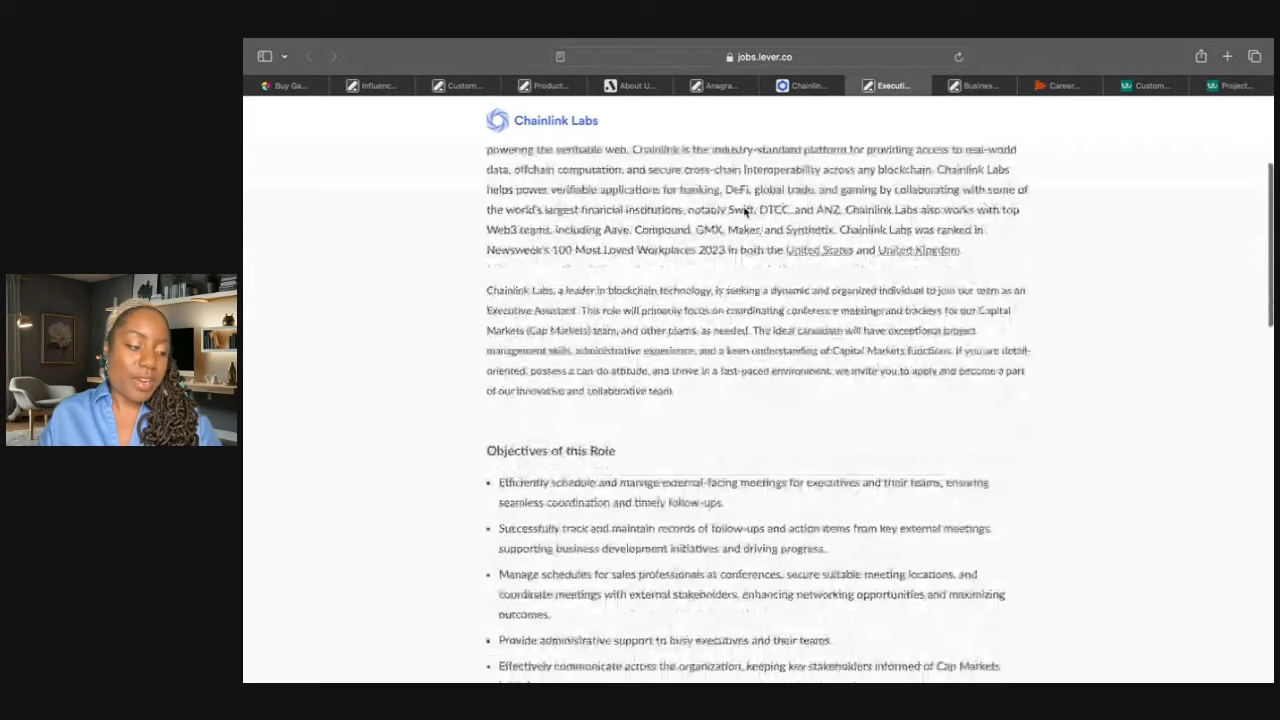 jobs.lever.co
Buy Ga...
Influenc...
Custom...
Product...
About U...
Anagra...
Chainlin...
Executi...
Busines...
Career...
Custom...
Project...
Chainlink Labs
powering the verifiable web. Chainlink is the industry-standard platform for providing access to real-world
data, offchain computation, and secure cross-chain interoperability across any blockchain. Chainlink Labs
helps power verifiable applications for banking, DeFi, global trade, and gaming by collaborating with some of
the world's largest financial institutions, notably Swift, DTCC, and ANZ. Chainlink Labs also works with top
Web3 teams, including Aave, Compound, GMX, Maker, and Synthetix. Chainlink Labs was ranked in
Newsweek's 100 Most Loved Workplaces 2023 in both the United States and United Kingdom.
Chainlink Labs, a leader in blockchain technology, is seeking a dynamic and organized individual to join our team as an
Executive Assistant. This role will primarily focus on coordinating conference meetings and trackers for our Capital
Markets (Cap Markets) team, and other teams, as needed. The ideal candidate will have exceptional project
management skills, administrative experience, and a keen understanding of Capital Markets functions. If you are detail-
oriented, possess a can-do attitude, and thrive in a fast-paced environment, we invite you to apply and become a part
of our innovative and collaborative team.
Objectives of this Role
• Efficiently schedule and manage external-facing meetings for executives and their teams, ensuring
seamless coordination and timely follow-ups.
• Successfully track and maintain records of follow-ups and action items from key external meetings,
supporting business development initiatives and driving progress.
• Manage schedules for sales professionals at conferences, secure suitable meeting locations, and
coordinate meetings with external stakeholders, enhancing networking opportunities and maximizing
outcomes.
• Provide administrative support to busy executives and their teams.
• Effectively communicate across the organization, keeping key stakeholders informed of Cap Markets